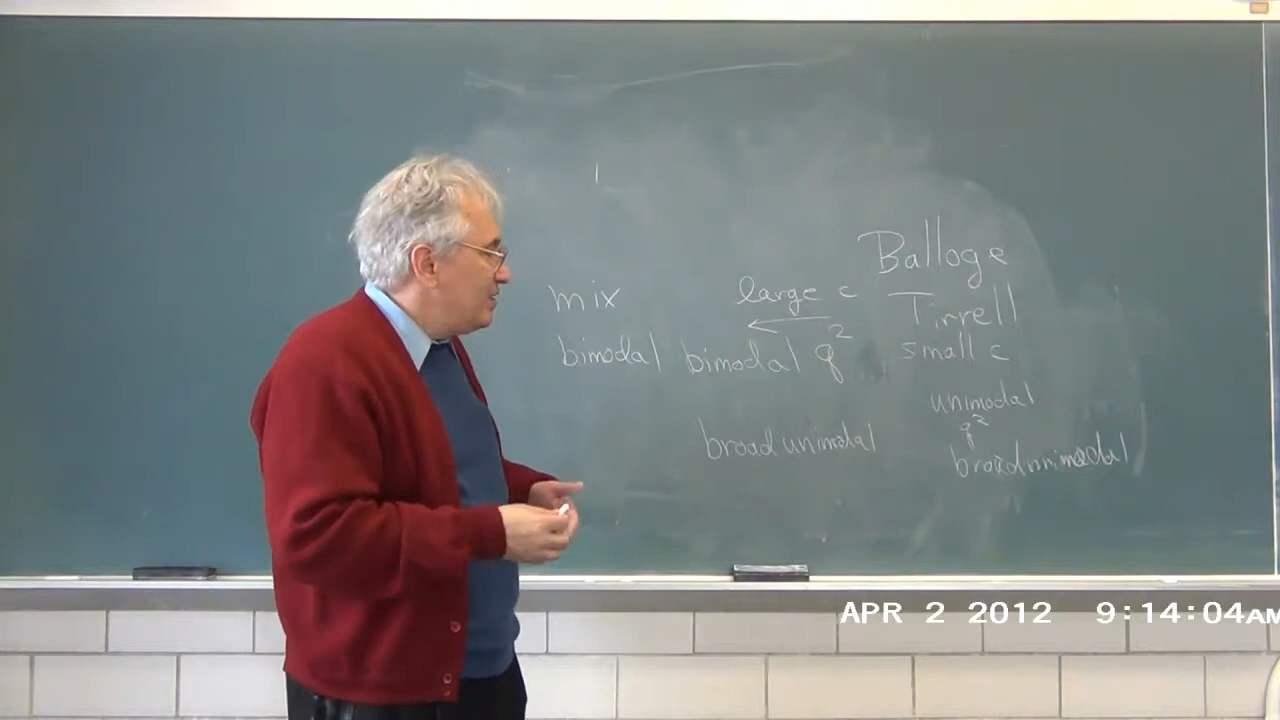 Balloge
mix large c Tirrell
bimodal bimodal q² small c
unimodal
q²
broad unimodal broad unimodal
APR 2 2012 9:14:04AM